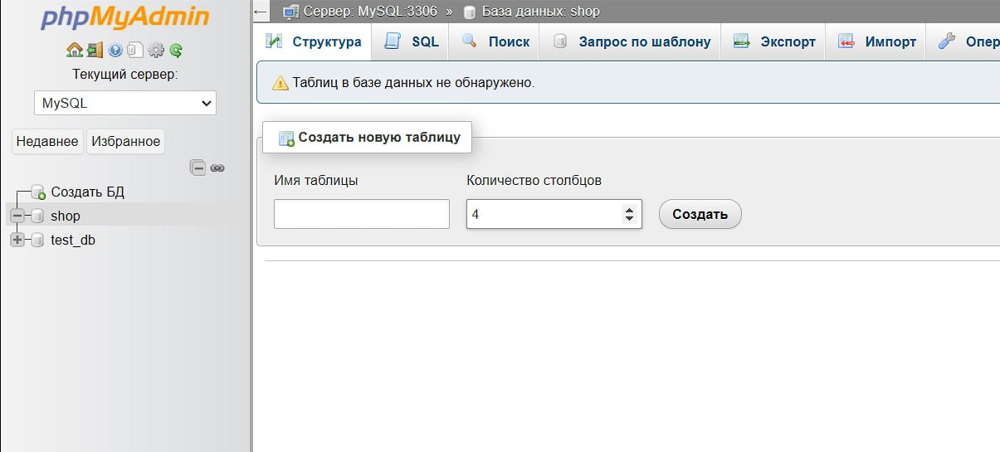 phpMyAdmin
Текущий сервер:
MySQL
Недавнее Избранное
Создать БД
shop
test_db
← Сервер: MySQL:3306 » База данных: shop
Структура SQL Поиск Запрос по шаблону Экспорт Импорт Опер
Таблиц в базе данных не обнаружено.
Создать новую таблицу
Имя таблицы Количество столбцов
4 Создать